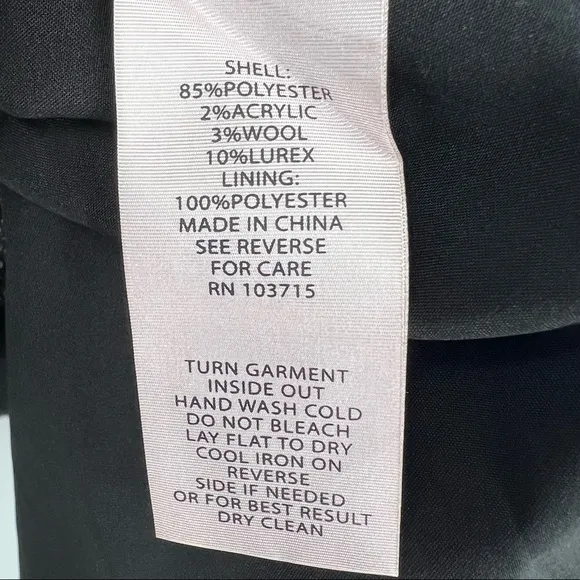 SHELL:
85%POLYESTER
2%ACRYLIC
3%WOOL
10%LUREX
LINING:
100%POLYESTER
MADE IN CHINA
SEE REVERSE
FOR CARE
RN 103715
TURN GARMENT
INSIDE OUT
HAND WASH COLD
DO NOT BLEACH
LAY FLAT TO DRY
COOL IRON ON
REVERSE
SIDE IF NEEDED
OR FOR BEST RESULT
DRY CLEAN